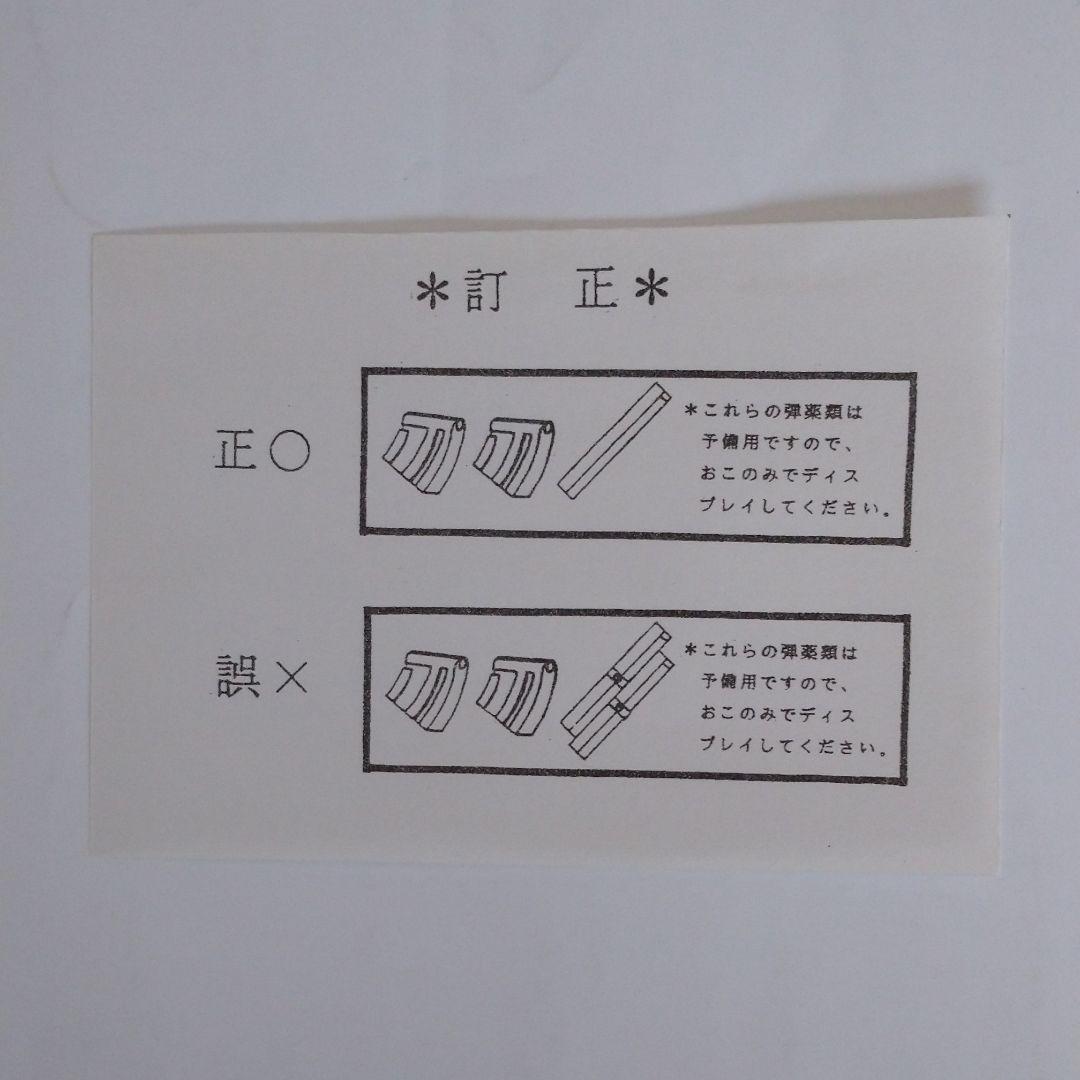 ＊訂　正＊
正〇
＊これらの弾薬類は
予備用ですので、
おこのみでディス
プレイしてください。
誤×
＊これらの弾薬類は
予備用ですので、
おこのみでディス
プレイしてください。